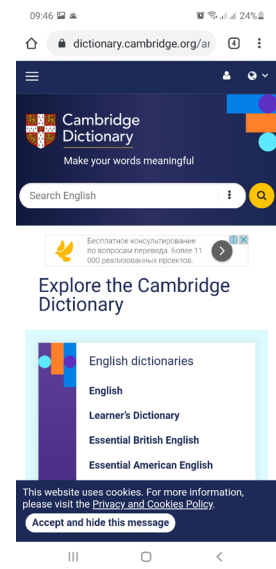 09:46 24%
dictionary.cambridge.org/ar 4
Cambridge
Dictionary
Make your words meaningful
Search English
Бесплатное консультирование
по вопросам перевода. Более 11
000 реализованных проектов.
Explore the Cambridge
Dictionary
English dictionaries
English
Learner's Dictionary
Essential British English
Essential American English
This website uses cookies. For more information,
please visit the Privacy and Cookies Policy.
Accept and hide this message